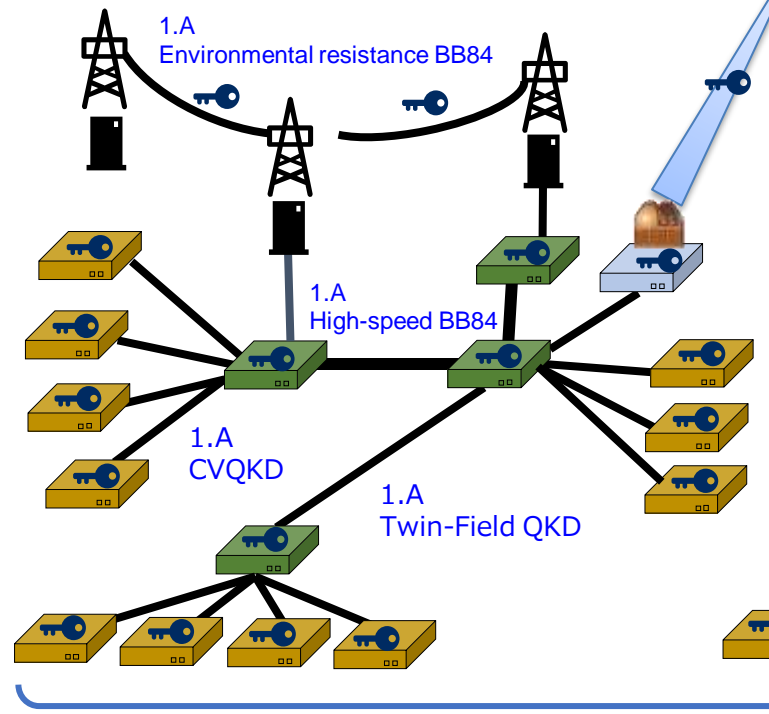 1.A
Environmental resistance BB84
1.A
High-speed BB84
1.A
CVQKD
1.A
Twin-Field QKD